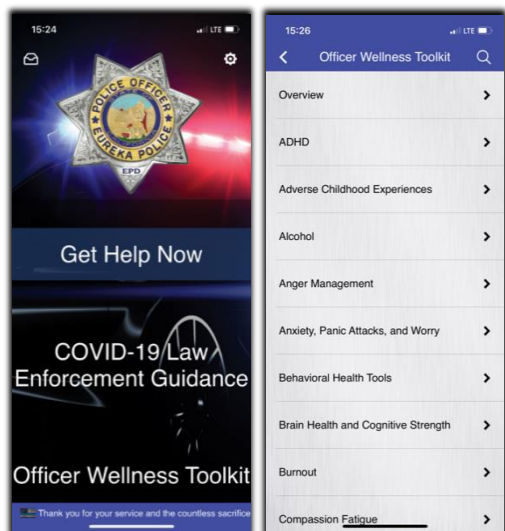 15:24
LTE
POLICE OFFICER
EUREKA POLICE
EPD
Get Help Now
COVID-19 Law
Enforcement Guidance
Officer Wellness Toolkit
Thank you for your service and the countless sacrifice
15:26
LTE
Officer Wellness Toolkit
Overview
ADHD
Adverse Childhood Experiences
Alcohol
Anger Management
Anxiety, Panic Attacks, and Worry
Behavioral Health Tools
Brain Health and Cognitive Strength
Burnout
Compassion Fatigue